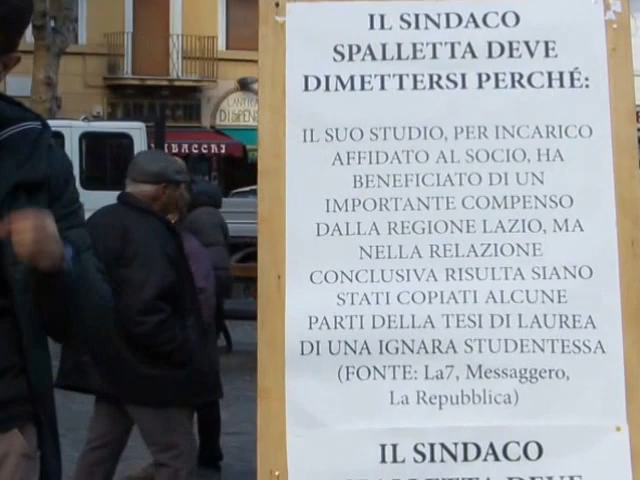 IL SINDACO
SPALLETTA DEVE
DIMETTERSI PERCHÉ:
IL SUO STUDIO, PER INCARICO
AFFIDATO AL SOCIO, HA
BENEFICIATO DI UN
IMPORTANTE COMPENSO
DALLA REGIONE LAZIO, MA
NELLA RELAZIONE
CONCLUSIVA RISULTA SIANO
STATI COPIATI ALCUNE
PARTI DELLA TESI DI LAUREA
DI UNA IGNARA STUDENTESSA
(FONTE: La7, Messaggero,
La Repubblica)
IL SINDACO
SPALLETTA DEVE
TABACCHI